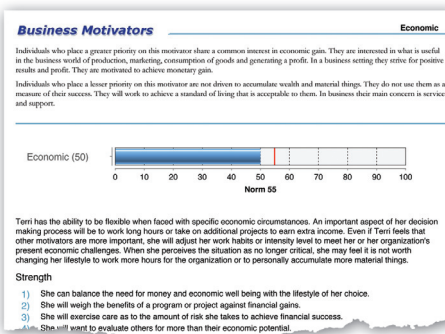 Business Motivators
Economic
Individuals who place a greater priority on this motivator share a common interest in economic gain. They are interested in what is useful
in the business world of production, marketing, consumption of goods and generating a profit. In a business setting they strive for positive
results and profit. They are motivated to achieve monetary gain.
Individuals who place a lesser priority on this motivator are not driven to accumulate wealth and material things. They do not use them as a
measure of their success. They will work to achieve a standard of living that is acceptable to them. In business their main concern is service
and support.
Economic (50)
0 10 20 30 40 50 60 70 80 90 100
Norm 55
Terri has the ability to be flexible when faced with specific economic circumstances. An important aspect of her decision
making process will be to work long hours or take on additional projects to earn extra income. Even if Terri feels that
other motivators are more important, she will adjust her work habits or intensity level to meet her or her organization's
present economic challenges. When she perceives the situation as no longer critical, she may feel it is not worth
changing her lifestyle to work more hours for the organization or to personally accumulate more material things.
Strength
1) She can balance the need for money and economic well being with the lifestyle of her choice.
2) She will weigh the benefits of a program or project against financial gains.
3) She will exercise care as to the amount of risk she takes to achieve financial success.
4) She will want to evaluate others for more than their economic potential.